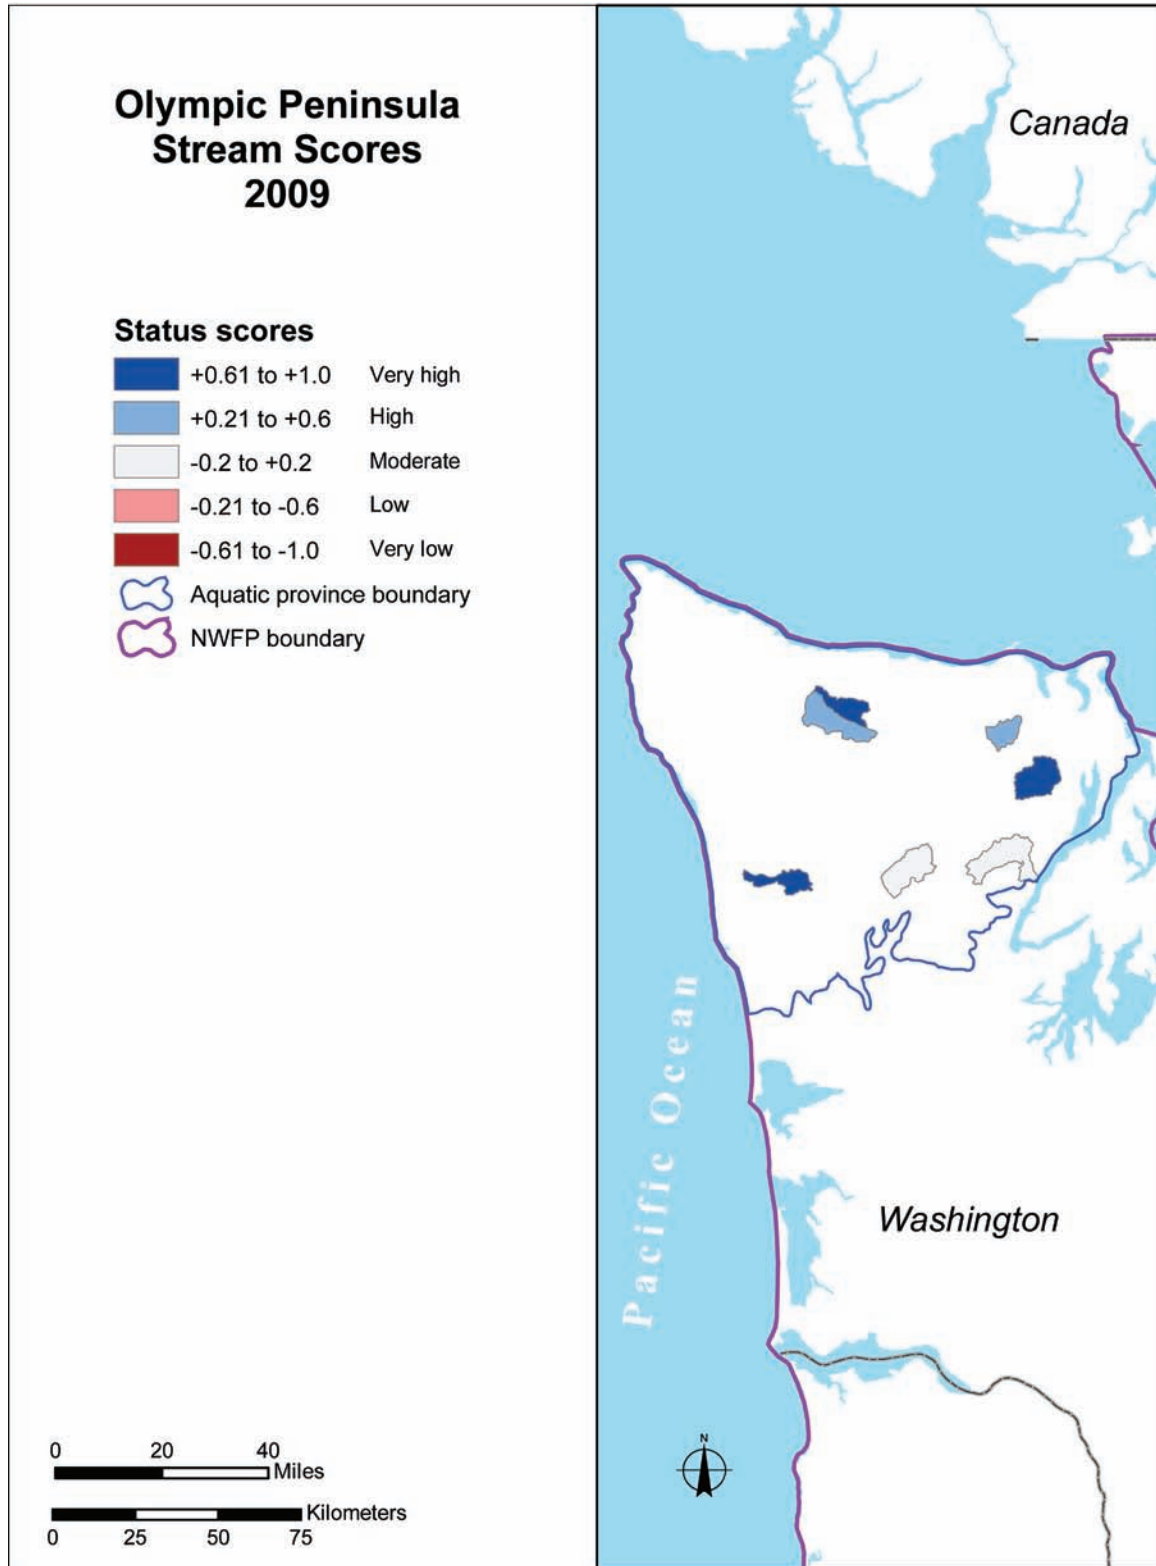 Olympic Peninsula
Stream Scores
2009
Status scores
+0.61 to +1.0 Very high
+0.21 to +0.6 High
-0.2 to +0.2 Moderate
-0.21 to -0.6 Low
-0.61 to -1.0 Very low
Aquatic province boundary
NWFP boundary
0 20 40
Miles
Kilometers
0 25 50 75
Canada
Pacific Ocean
Washington
N